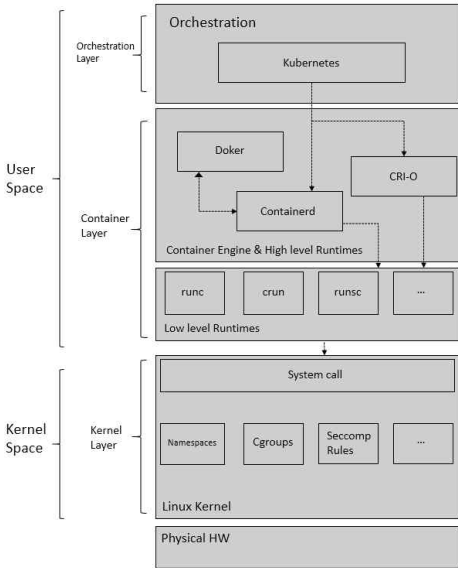 Orchestration
Orchestration
Layer
Kubernetes
User
Space
Container
Layer
Doker
CRI-O
Containerd
Container Engine & High level Runtimes
runc
crun
runsc
...
Low level Runtimes
Kernel
Space
Kernel
Layer
System call
Namespaces
Cgroups
Seccomp
Rules
...
Linux Kernel
Physical HW